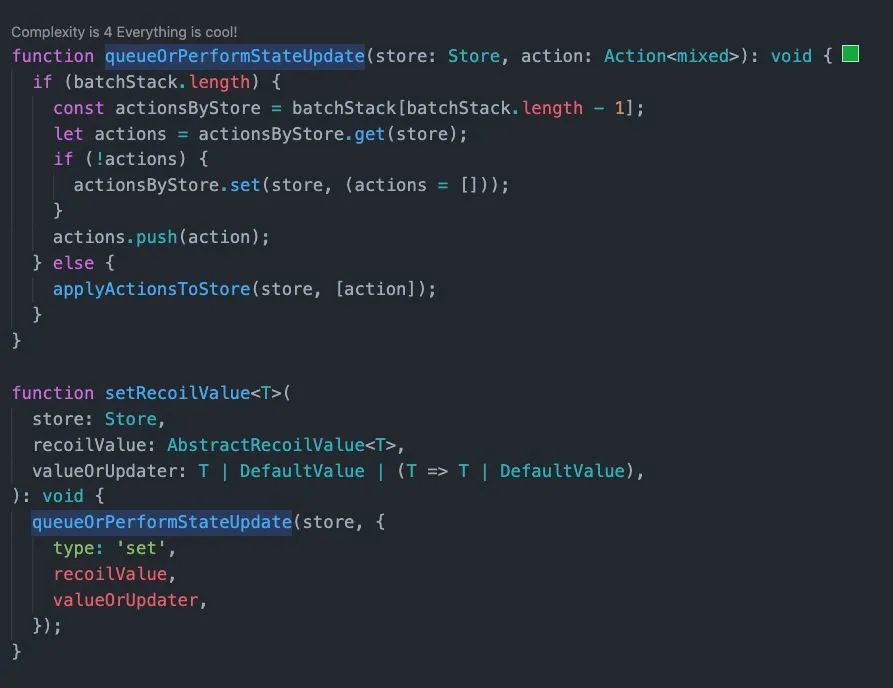 Complexity is 4 Everything is cool!
function queueOrPerformStateUpdate(store: Store, action: Action<mixed>): void {
  if (batchStack.length) {
    const actionsByStore = batchStack[batchStack.length - 1];
    let actions = actionsByStore.get(store);
    if (!actions) {
      actionsByStore.set(store, (actions = []));
    }
    actions.push(action);
  } else {
    applyActionsToStore(store, [action]);
  }
}

function setRecoilValue<T>(
  store: Store,
  recoilValue: AbstractRecoilValue<T>,
  valueOrUpdater: T | DefaultValue | (T => T | DefaultValue),
): void {
  queueOrPerformStateUpdate(store, {
    type: 'set',
    recoilValue,
    valueOrUpdater,
  });
}